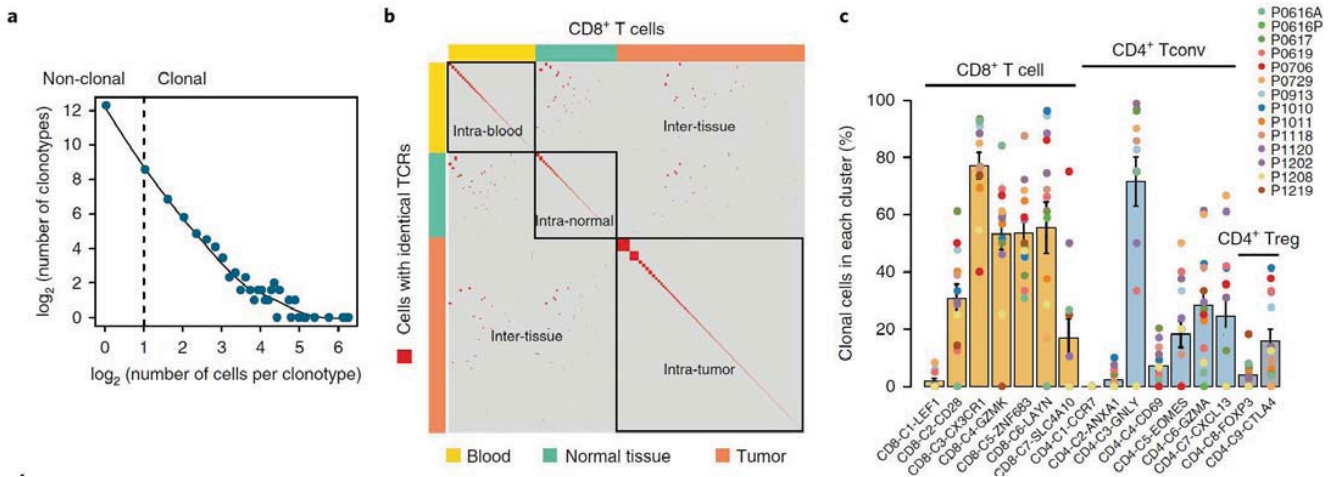 a
Non-clonal
Clonal
log2 (number of clonotypes)
12
10
8
6
4
2
0
0 1 2 3 4 5 6
log2 (number of cells per clonotype)
b
CD8+ T cells
Cells with identical TCRs
Intra-blood
Inter-tissue
Intra-normal
Inter-tissue
Intra-tumor
Blood
Normal tissue
Tumor
c
CD8+ T cell
CD4+ Tconv
CD4+ Treg
Clonal cells in each cluster (%)
100
80
60
40
20
0
CD8-C1-LEF1
CD8-C2-CD28
CD8-C3-CX3CR1
CD8-C4-GZMK
CD8-C5-ZNF683
CD8-C6-LAYN
CD8-C7-SLC4A10
CD4-C1-CCR7
CD4-C2-ANXA1
CD4-C3-GNLY
CD4-C4-CD69
CD4-C5-EOMES
CD4-C6-GZMA
CD4-C7-CXCL13
CD4-C8-FOXP3
CD4-C9-CTLA4
P0616A
P0616P
P0617
P0619
P0706
P0729
P0913
P1010
P1011
P1118
P1120
P1202
P1208
P1219